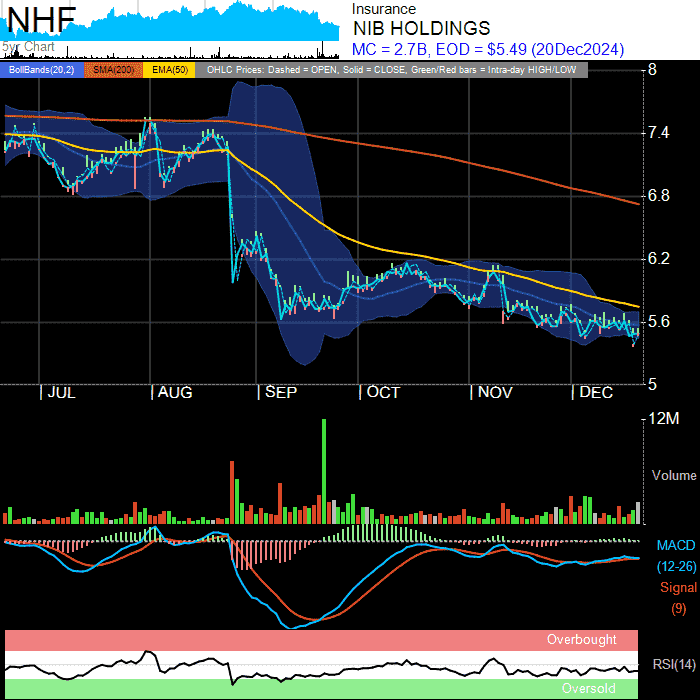 NHF
5yr Chart
Insurance
NIB HOLDINGS
MC = 2.7B, EOD = $5.49 (20Dec2024)
BollBands(20,2) SMA(200) EMA(50) OHLC Prices: Dashed = OPEN, Solid = CLOSE, Green/Red bars = Intra-day HIGH/LOW
8
7.4
6.8
6.2
5.6
5
JUL AUG SEP OCT NOV DEC
12M
Volume
MACD
(12-26)
Signal
(9)
Overbought
RSI(14)
Oversold